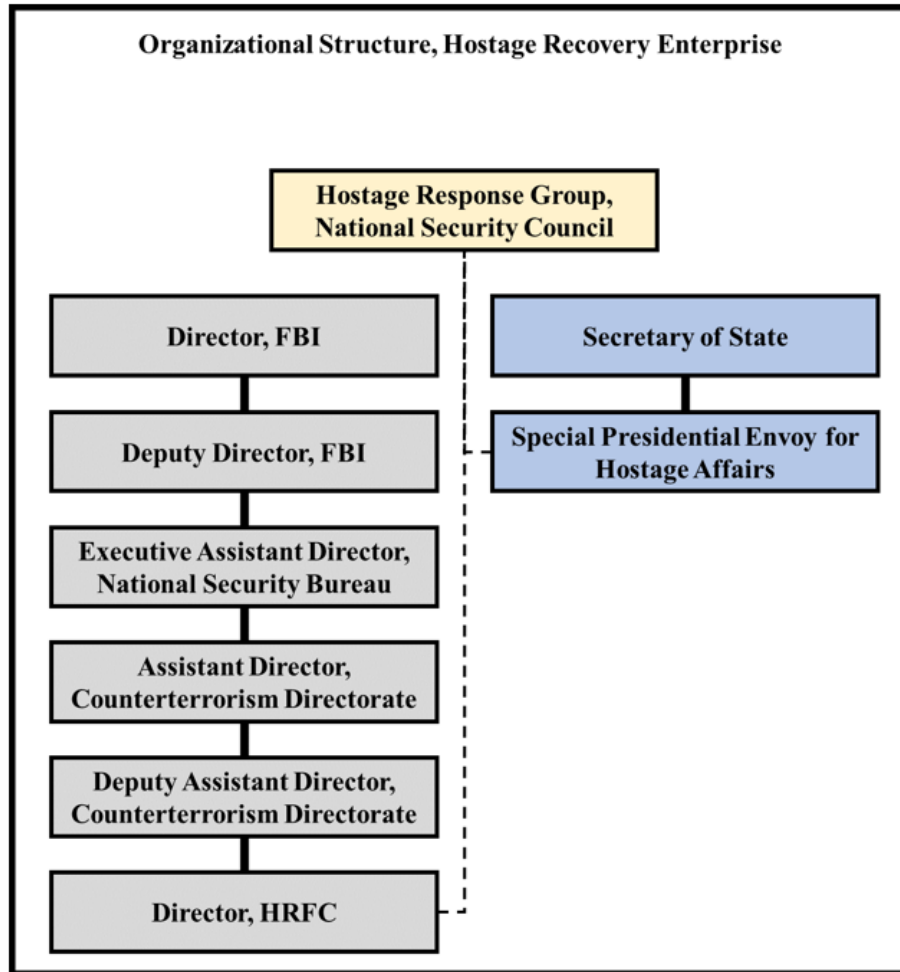 Organizational Structure, Hostage Recovery Enterprise
Hostage Response Group,
National Security Council
Director, FBI
Deputy Director, FBI
Executive Assistant Director,
National Security Bureau
Assistant Director,
Counterterrorism Directorate
Deputy Assistant Director,
Counterterrorism Directorate
Director, HRFC
Secretary of State
Special Presidential Envoy for
Hostage Affairs